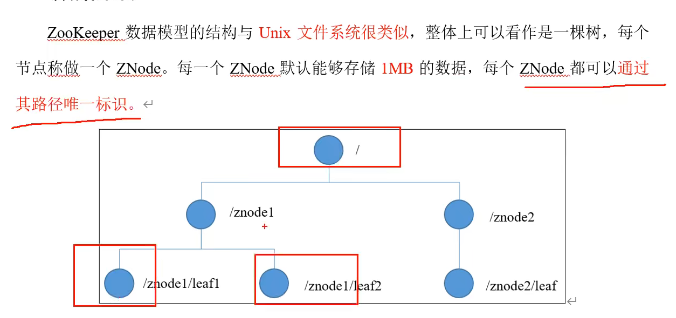 ZooKeeper 数据模型的结构与 Unix 文件系统很类似，整体上可以看作是一棵树，每个
节点称做一个 ZNode。每一个 ZNode 默认能够存储 1MB 的数据，每个 ZNode 都可以通过
其路径唯一标识。
/
/znode1
/znode2
/znode1/leaf1
/znode1/leaf2
/znode2/leaf